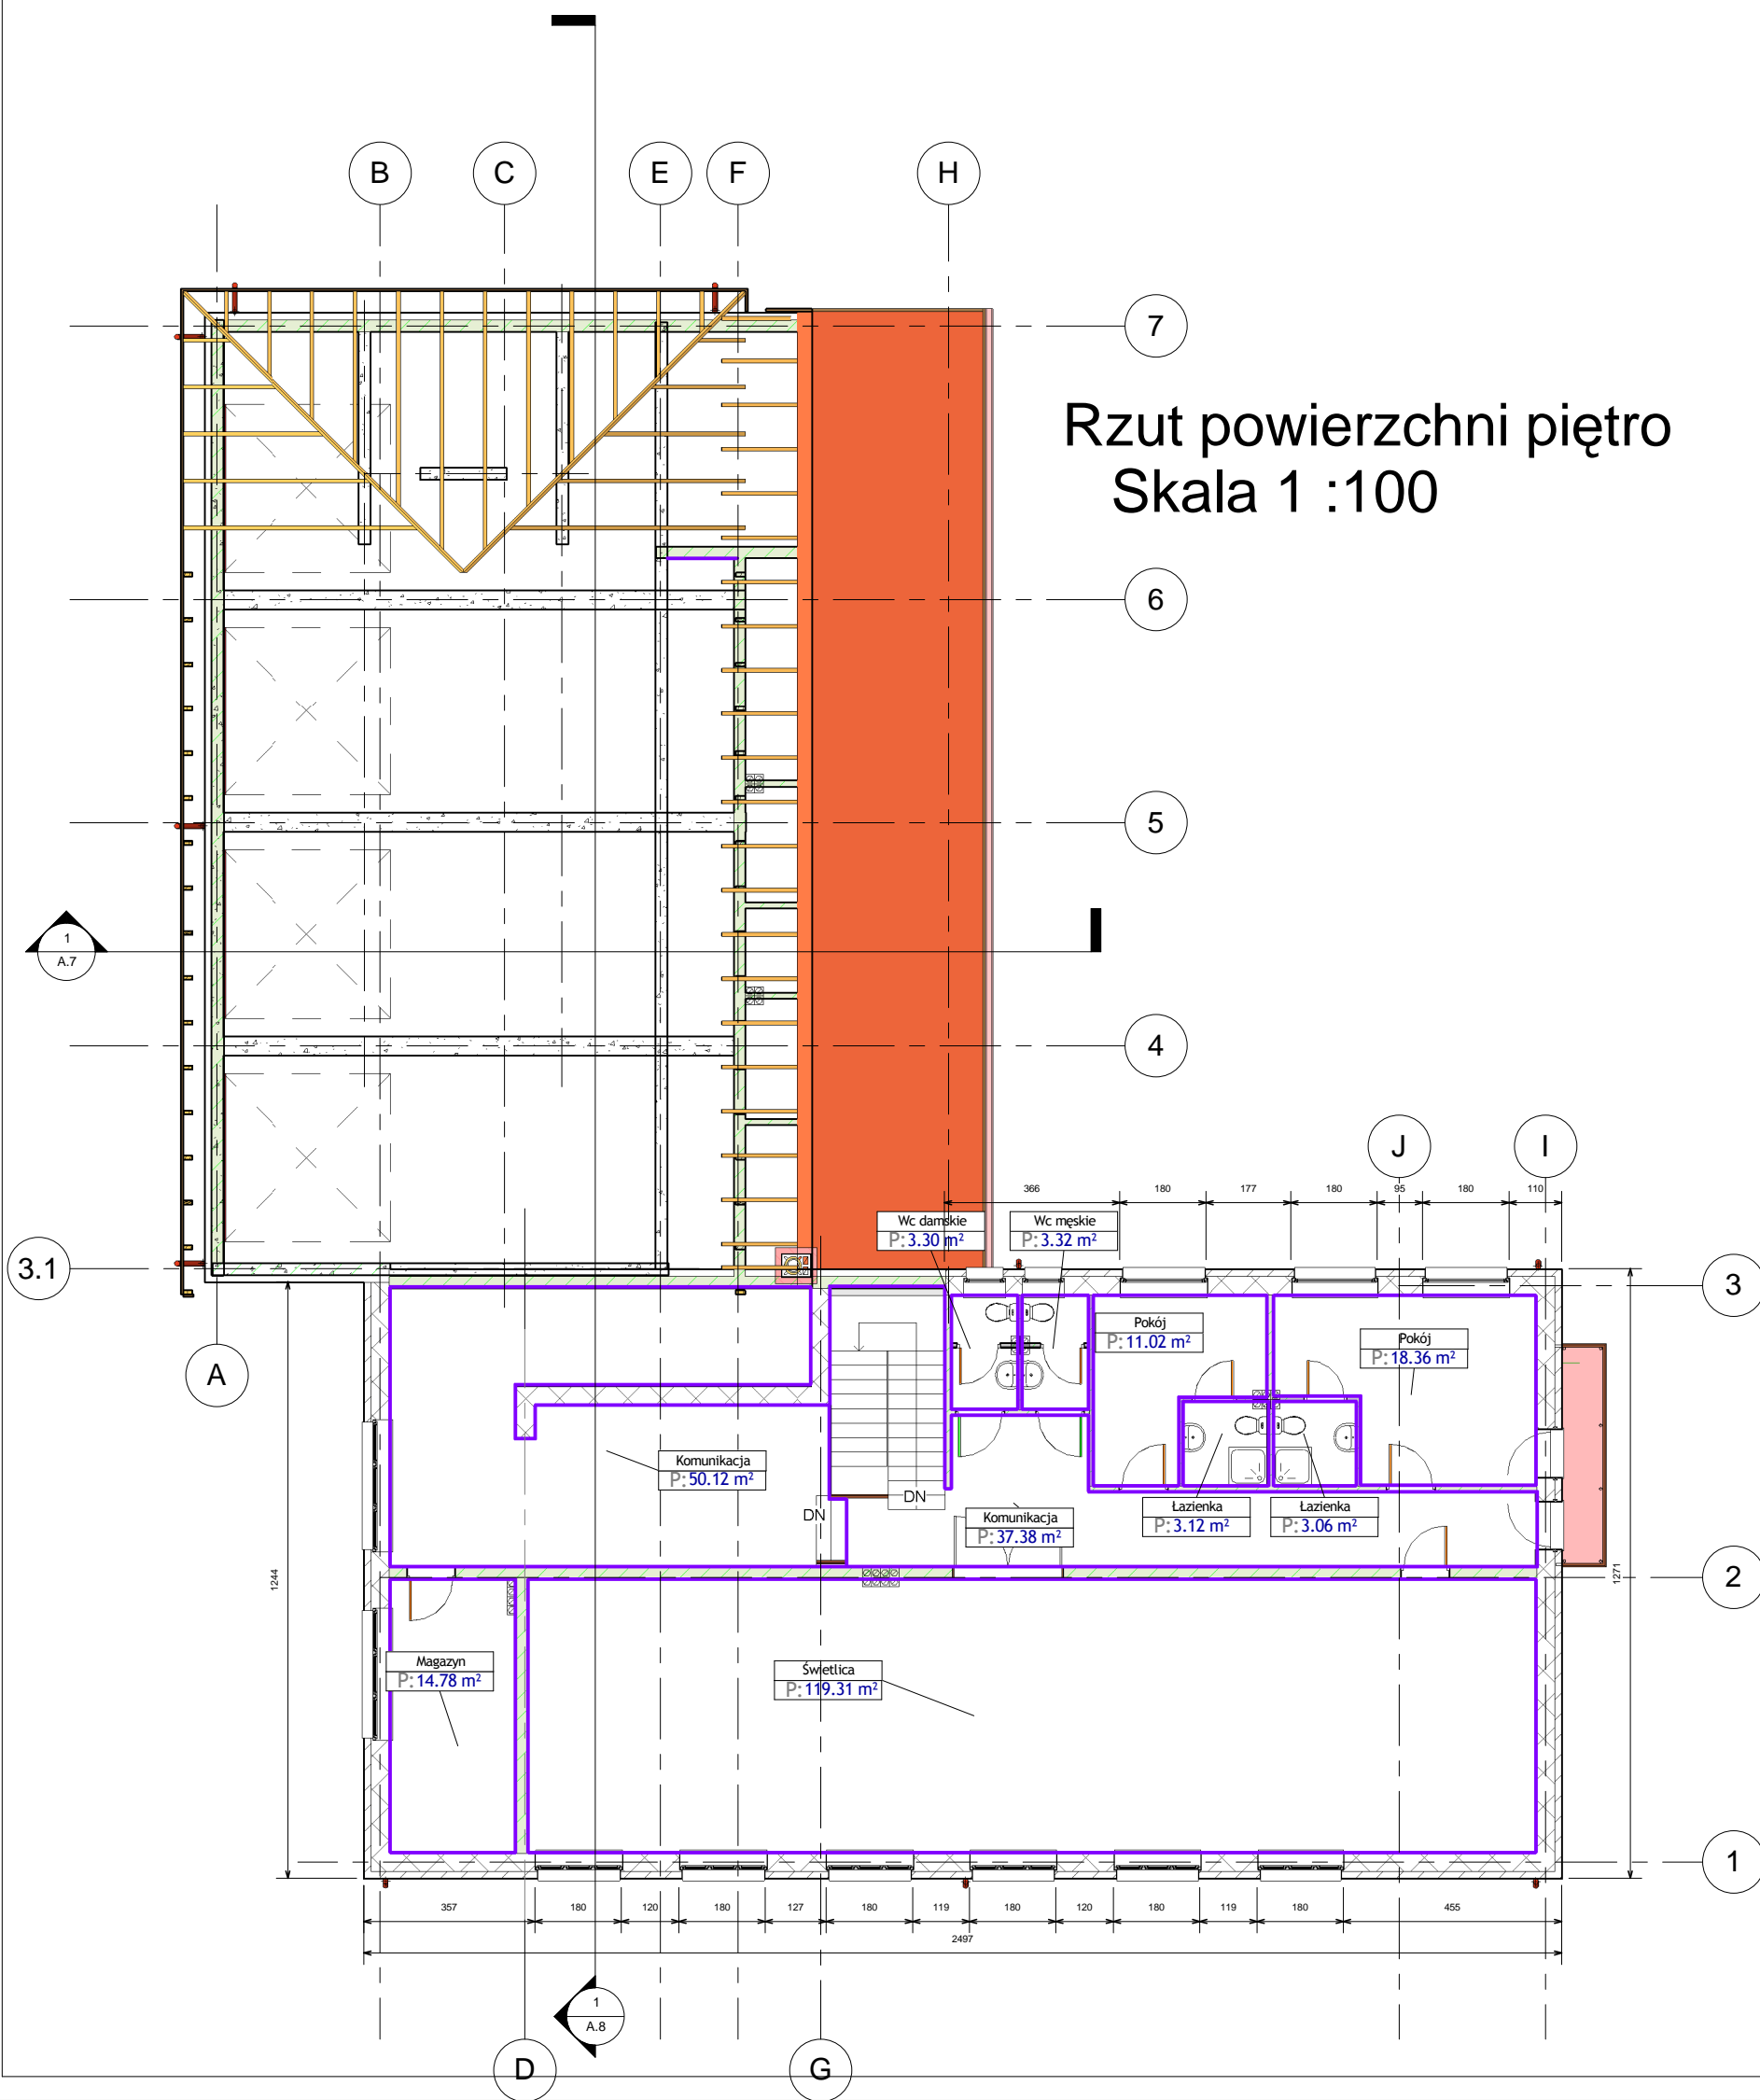 B C E F H
7
Rzut powierzchni piętro
Skala 1 :100
6
5
1
A.7
4
J I
366 180 177 180 95 180 110
Wc damskie
P: 3.30 m²
Wc męskie
P: 3.32 m²
3.1
3
A
Pokój
P: 11.02 m²
Pokój
P: 18.36 m²
Komunikacja
P: 50.12 m²
DN
DN
Komunikacja
P: 37.38 m²
Łazienka
P: 3.12 m²
Łazienka
P: 3.06 m²
1244
1271
2
Magazyn
P: 14.78 m²
Świetlica
P: 119.31 m²
1
357 180 120 180 127 180 119 180 120 180 119 180 455
2497
1
A.8
D G